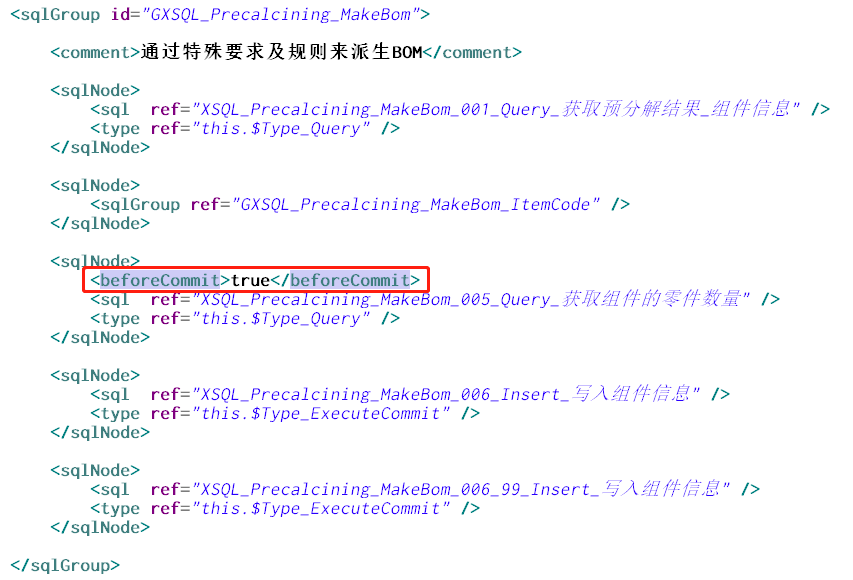 <sqlGroup id="GXSQL_Precalcining_MakeBom">
<comment>通过特殊要求及规则来派生BOM</comment>
<sqlNode>
<sql  ref="XSQL_Precalcining_MakeBom_001_Query_获取预分解结果_组件信息" />
<type ref="this.$Type_Query" />
</sqlNode>
<sqlNode>
<sqlGroup ref="GXSQL_Precalcining_MakeBom_ItemCode" />
</sqlNode>
<sqlNode>
<beforeCommit>true</beforeCommit>
<sql  ref="XSQL_Precalcining_MakeBom_005_Query_获取组件的零件数量" />
<type ref="this.$Type_Query" />
</sqlNode>
<sqlNode>
<sql  ref="XSQL_Precalcining_MakeBom_006_Insert_写入组件信息" />
<type ref="this.$Type_ExecuteCommit" />
</sqlNode>
<sqlNode>
<sql  ref="XSQL_Precalcining_MakeBom_006_99_Insert_写入组件信息" />
<type ref="this.$Type_ExecuteCommit" />
</sqlNode>
</sqlGroup>